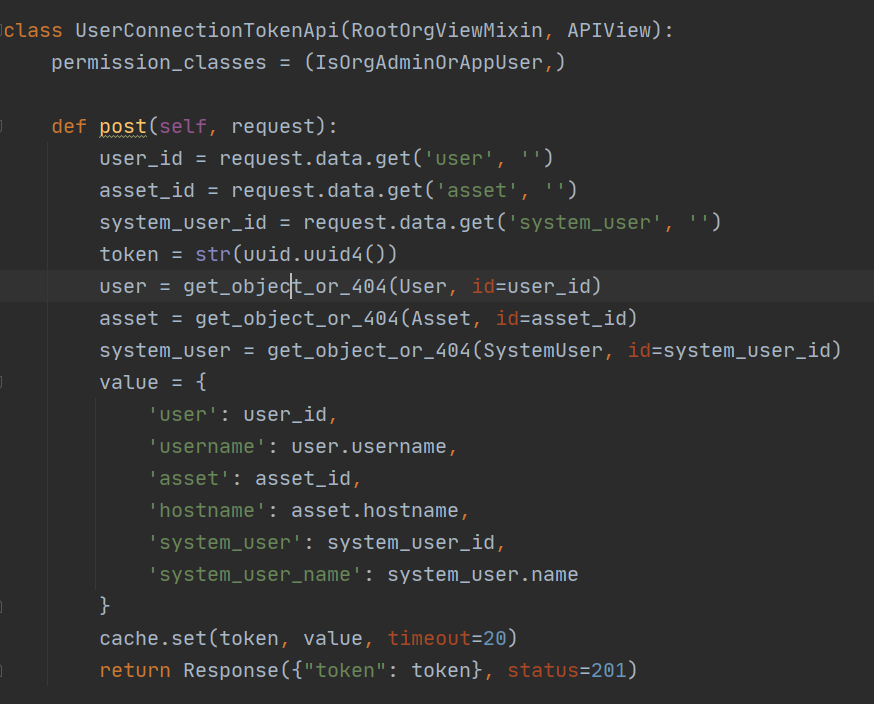 class UserConnectionTokenApi(RootOrgViewMixin, APIView):
    permission_classes = (IsOrgAdminOrAppUser,)

    def post(self, request):
        user_id = request.data.get('user', '')
        asset_id = request.data.get('asset', '')
        system_user_id = request.data.get('system_user', '')
        token = str(uuid.uuid4())
        user = get_object_or_404(User, id=user_id)
        asset = get_object_or_404(Asset, id=asset_id)
        system_user = get_object_or_404(SystemUser, id=system_user_id)
        value = {
            'user': user_id,
            'username': user.username,
            'asset': asset_id,
            'hostname': asset.hostname,
            'system_user': system_user_id,
            'system_user_name': system_user.name
        }
        cache.set(token, value, timeout=20)
        return Response({"token": token}, status=201)